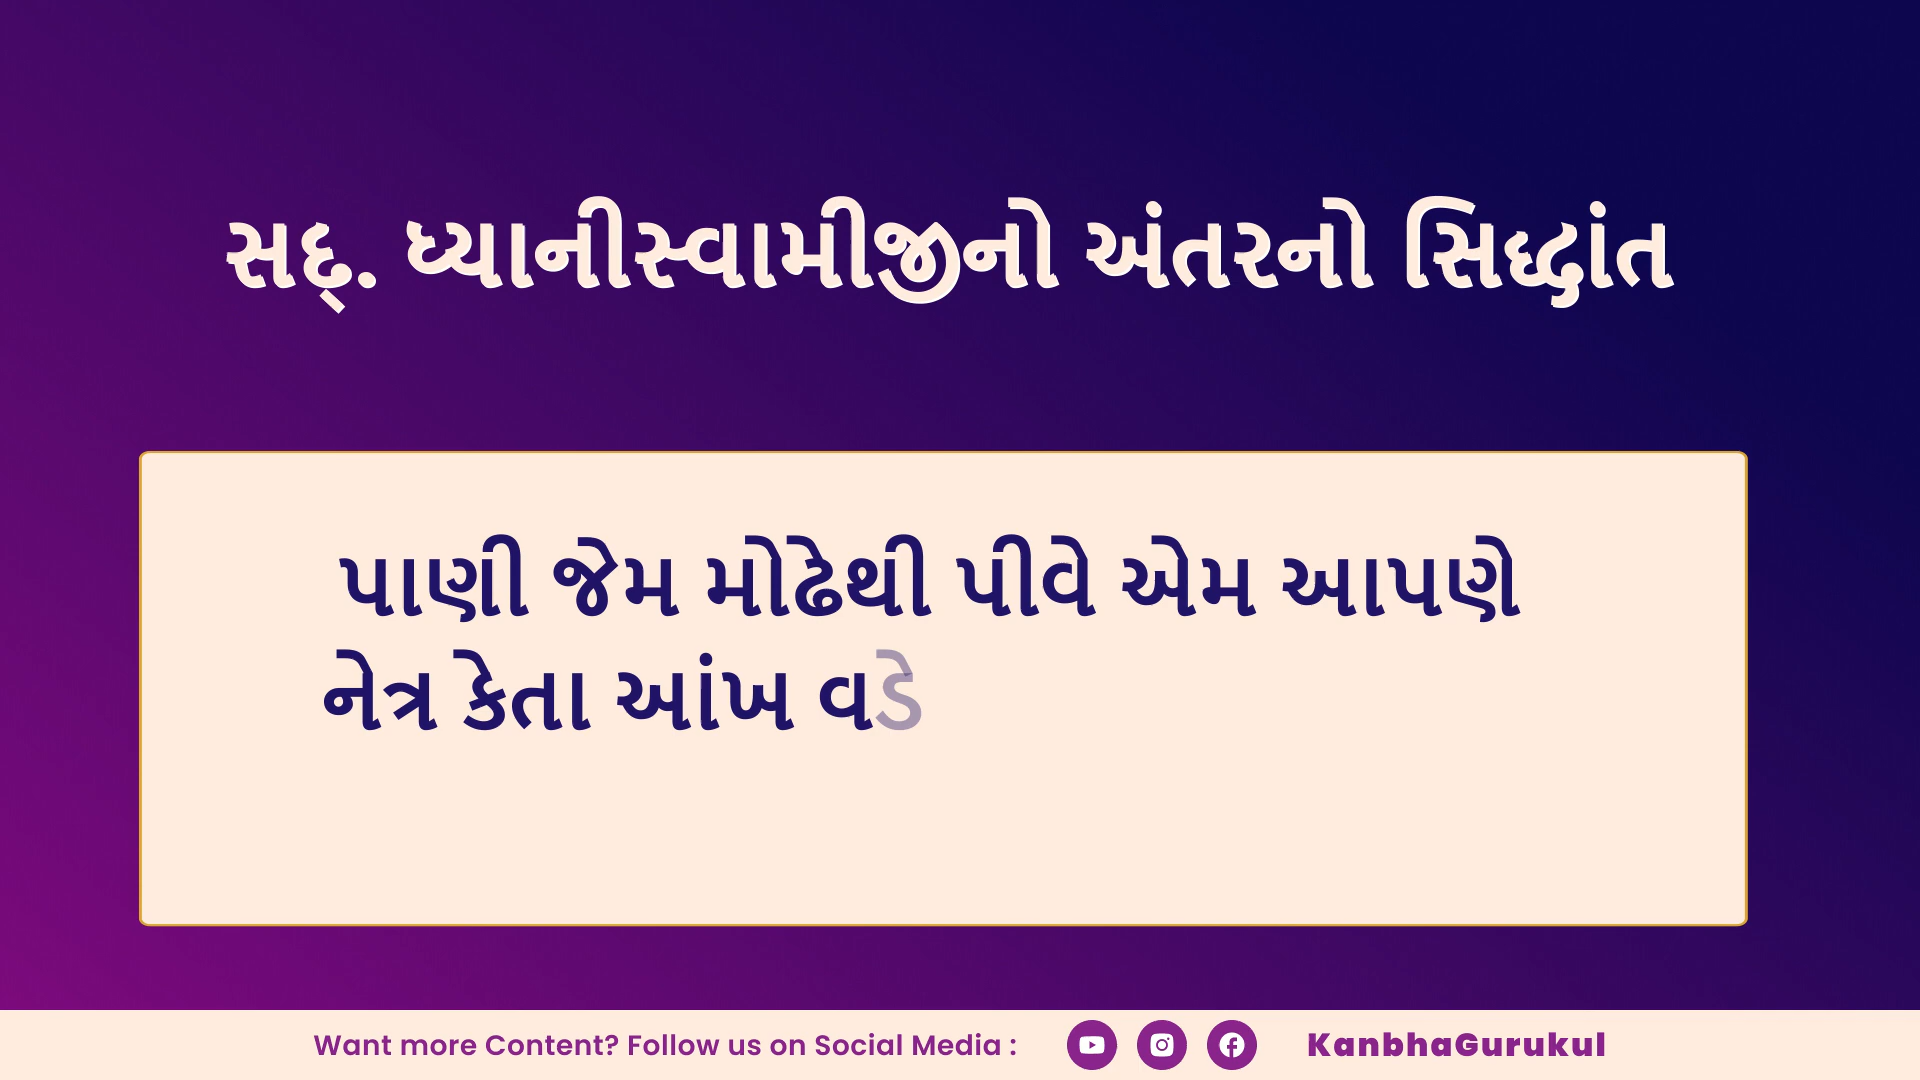 સદ્. ધ્યાનીસ્વામીજીનો અંતરનો સિદ્ધાંત
પાણી જેમ મોઢેથી પીવે એમ આપણે
નેત્ર કેતા આંખ વડે
Want more Content? Follow us on Social Media : KanbhaGurukul